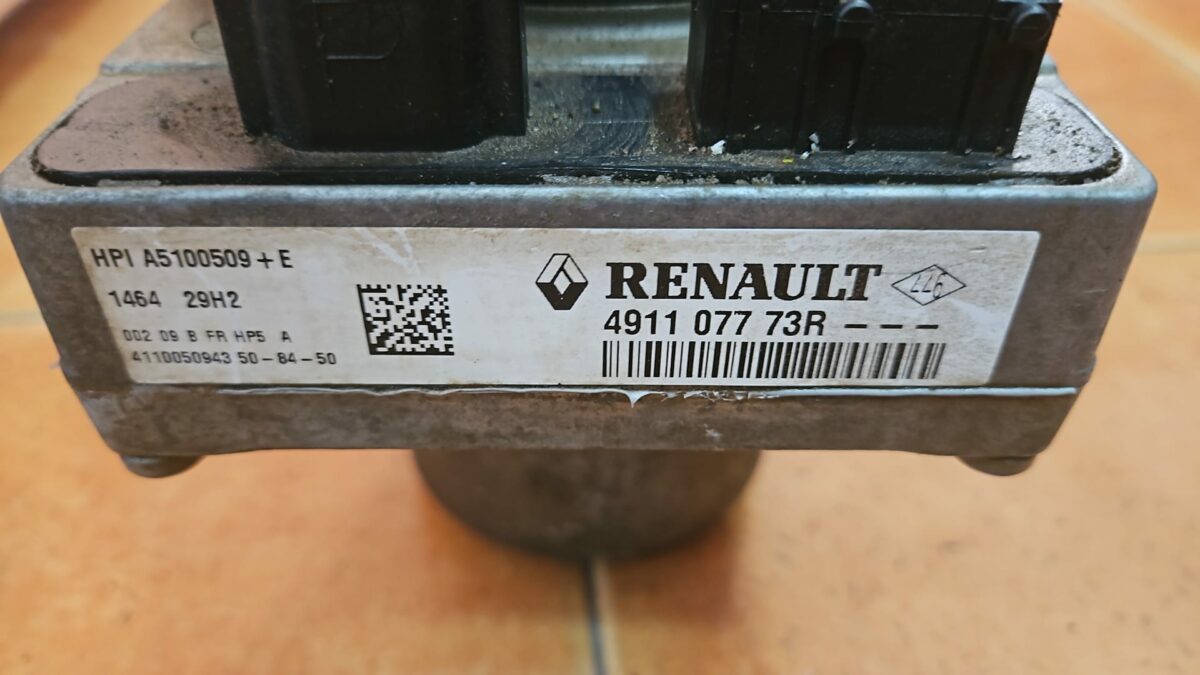 HPI A5100509+E
1464 29H2
002 09 B FR HP5 A
4110050943 50-84-50
RENAULT
4911 077 73R ---